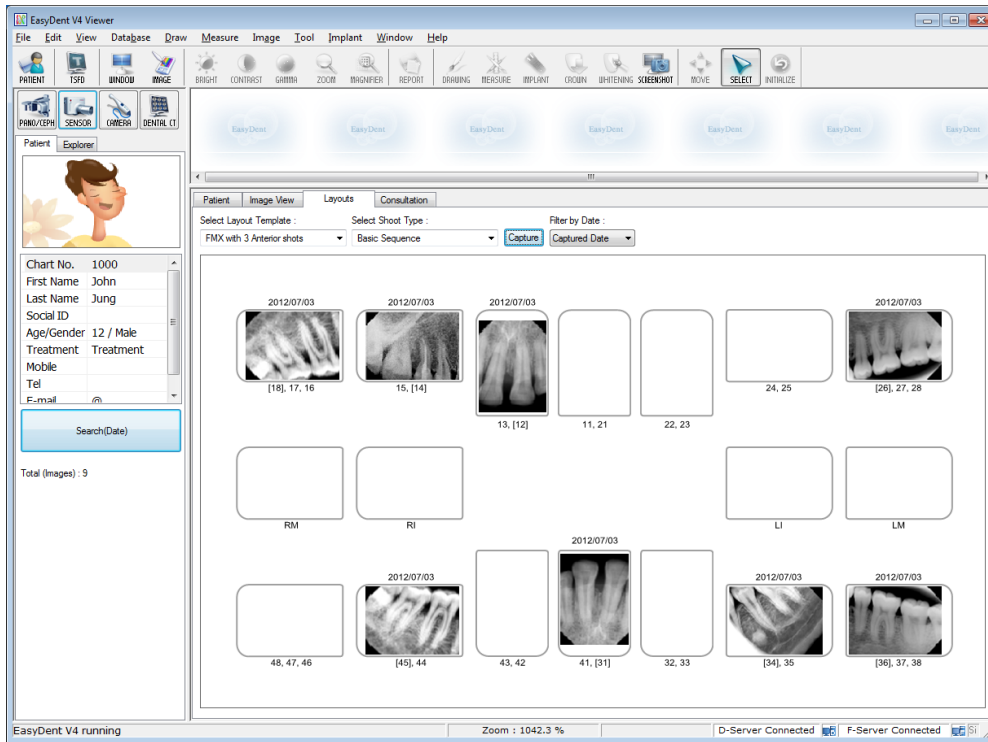 EasyDent V4 Viewer
File Edit View Database Draw Measure Image Tool Implant Window Help
PATIENT TSFD WINDOW IMAGE BRIGHT CONTRAST GAMMA ZOOM MAGNIFIER REPORT DRAWING MEASURE IMPLANT CROWN WHITENING SCREENSHOT MOVE SELECT INITIALIZE
PANO/CEPH SENSOR CAMERA DENTAL CT
EasyDent EasyDent EasyDent EasyDent EasyDent EasyDent EasyDent
Patient Explorer
Patient Image View Layouts Consultation
Select Layout Template : Select Shoot Type : Filter by Date :
FMX with 3 Anterior shots Basic Sequence Capture Captured Date
Chart No. 1000
First Name John
Last Name Jung
Social ID
Age/Gender 12 / Male
Treatment Treatment
Mobile
Tel
E-mail @
Search(Date)
Total (Images) : 9
2012/07/03 2012/07/03 2012/07/03 2012/07/03
[18], 17, 16 15, [14] 24, 25 [26], 27, 28
13, [12] 11, 21 22, 23
RM RI LI LM
2012/07/03
2012/07/03 2012/07/03 2012/07/03
48, 47, 46 [45], 44 43, 42 41, [31] 32, 33 [34], 35 [36], 37, 38
EasyDent V4 running Zoom : 1042.3 % D-Server Connected F-Server Connected Si